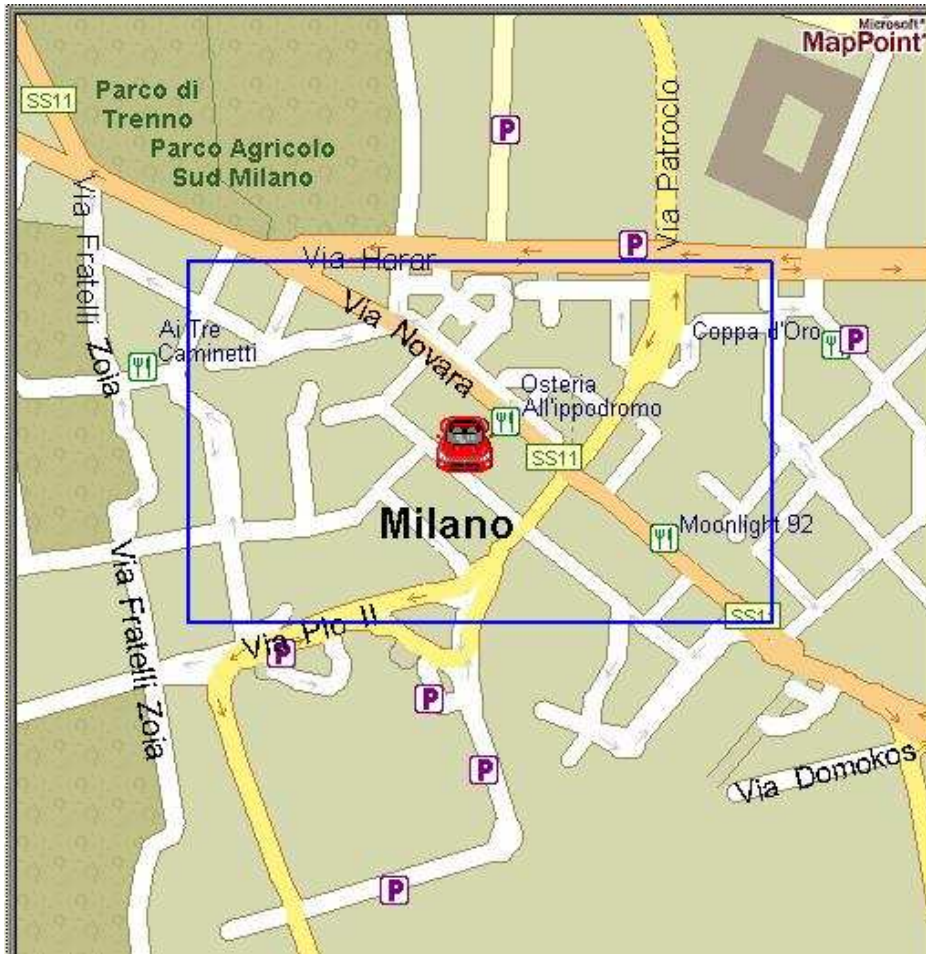 Microsoft®
MapPoint
SS11
Parco di
Trenno
Parco Agricolo
Sud Milano
P
Via Patroclo
P
Via Horar
Via Fratelli Zoia
Via Novara
Ai Tre
Caminetti
Coppa d'Oro
P
Osteria
All'ippodromo
SS11
Milano
Moonlight 92
SS11
Via Fratelli Zoia
Via Pio II
P
P
P
Via Domokos
P